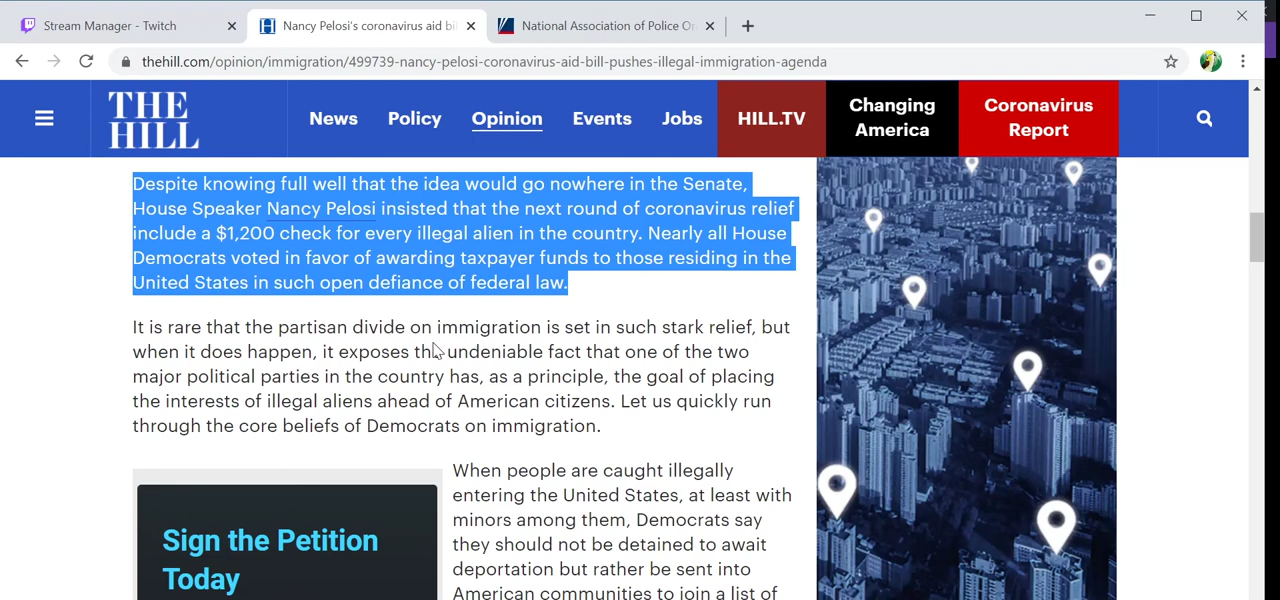 Stream Manager - Twitch
Nancy Pelosi's coronavirus aid bil
National Association of Police Or
thehill.com/opinion/immigration/499739-nancy-pelosi-coronavirus-aid-bill-pushes-illegal-immigration-agenda
THE
HILL
News Policy Opinion Events Jobs HILL.TV
Changing
America
Coronavirus
Report
Despite knowing full well that the idea would go nowhere in the Senate,
House Speaker Nancy Pelosi insisted that the next round of coronavirus relief
include a $1,200 check for every illegal alien in the country. Nearly all House
Democrats voted in favor of awarding taxpayer funds to those residing in the
United States in such open defiance of federal law.
It is rare that the partisan divide on immigration is set in such stark relief, but
when it does happen, it exposes the undeniable fact that one of the two
major political parties in the country has, as a principle, the goal of placing
the interests of illegal aliens ahead of American citizens. Let us quickly run
through the core beliefs of Democrats on immigration.
Sign the Petition
Today
When people are caught illegally
entering the United States, at least with
minors among them, Democrats say
they should not be detained to await
deportation but rather be sent into
American communities to join a list of